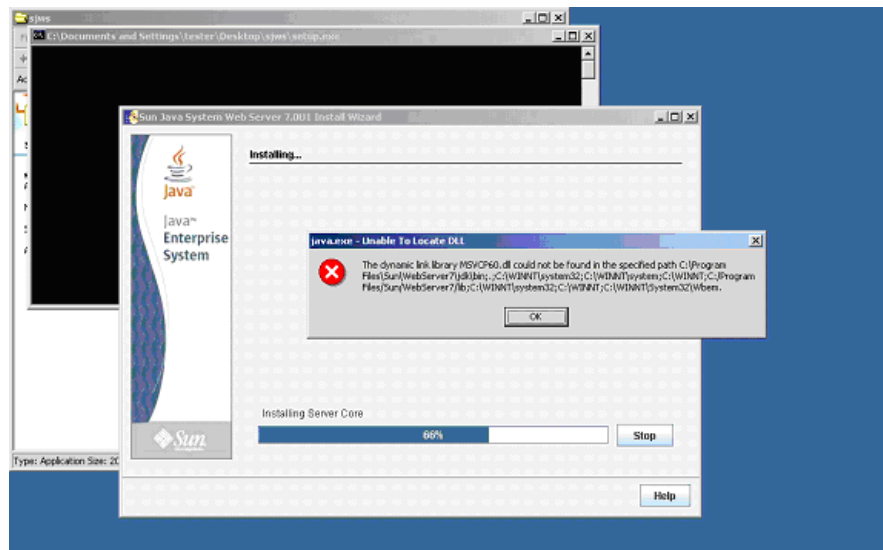 sjws
C:\Documents and Settings\tester\Desktop\sjws\setup.exe
Sun Java System Web Server 7.0U1 Install Wizard
Installing...
Java
Java™
Enterprise
System
java.exe - Unable To Locate DLL
The dynamic link library MSVCP60.dll could not be found in the specified path C:\Program
Files\Sun\WebServer7\jdk\bin;.;C:\WINNT\system32;C:\WINNT\system;C:\WINNT;C:/Program
Files/Sun/WebServer7/lib;C:\WINNT\system32;C:\WINNT;C:\WINNT\System32\Wbem.
OK
Installing Server Core
66%
Stop
Sun
Type: Application Size: 20
Help